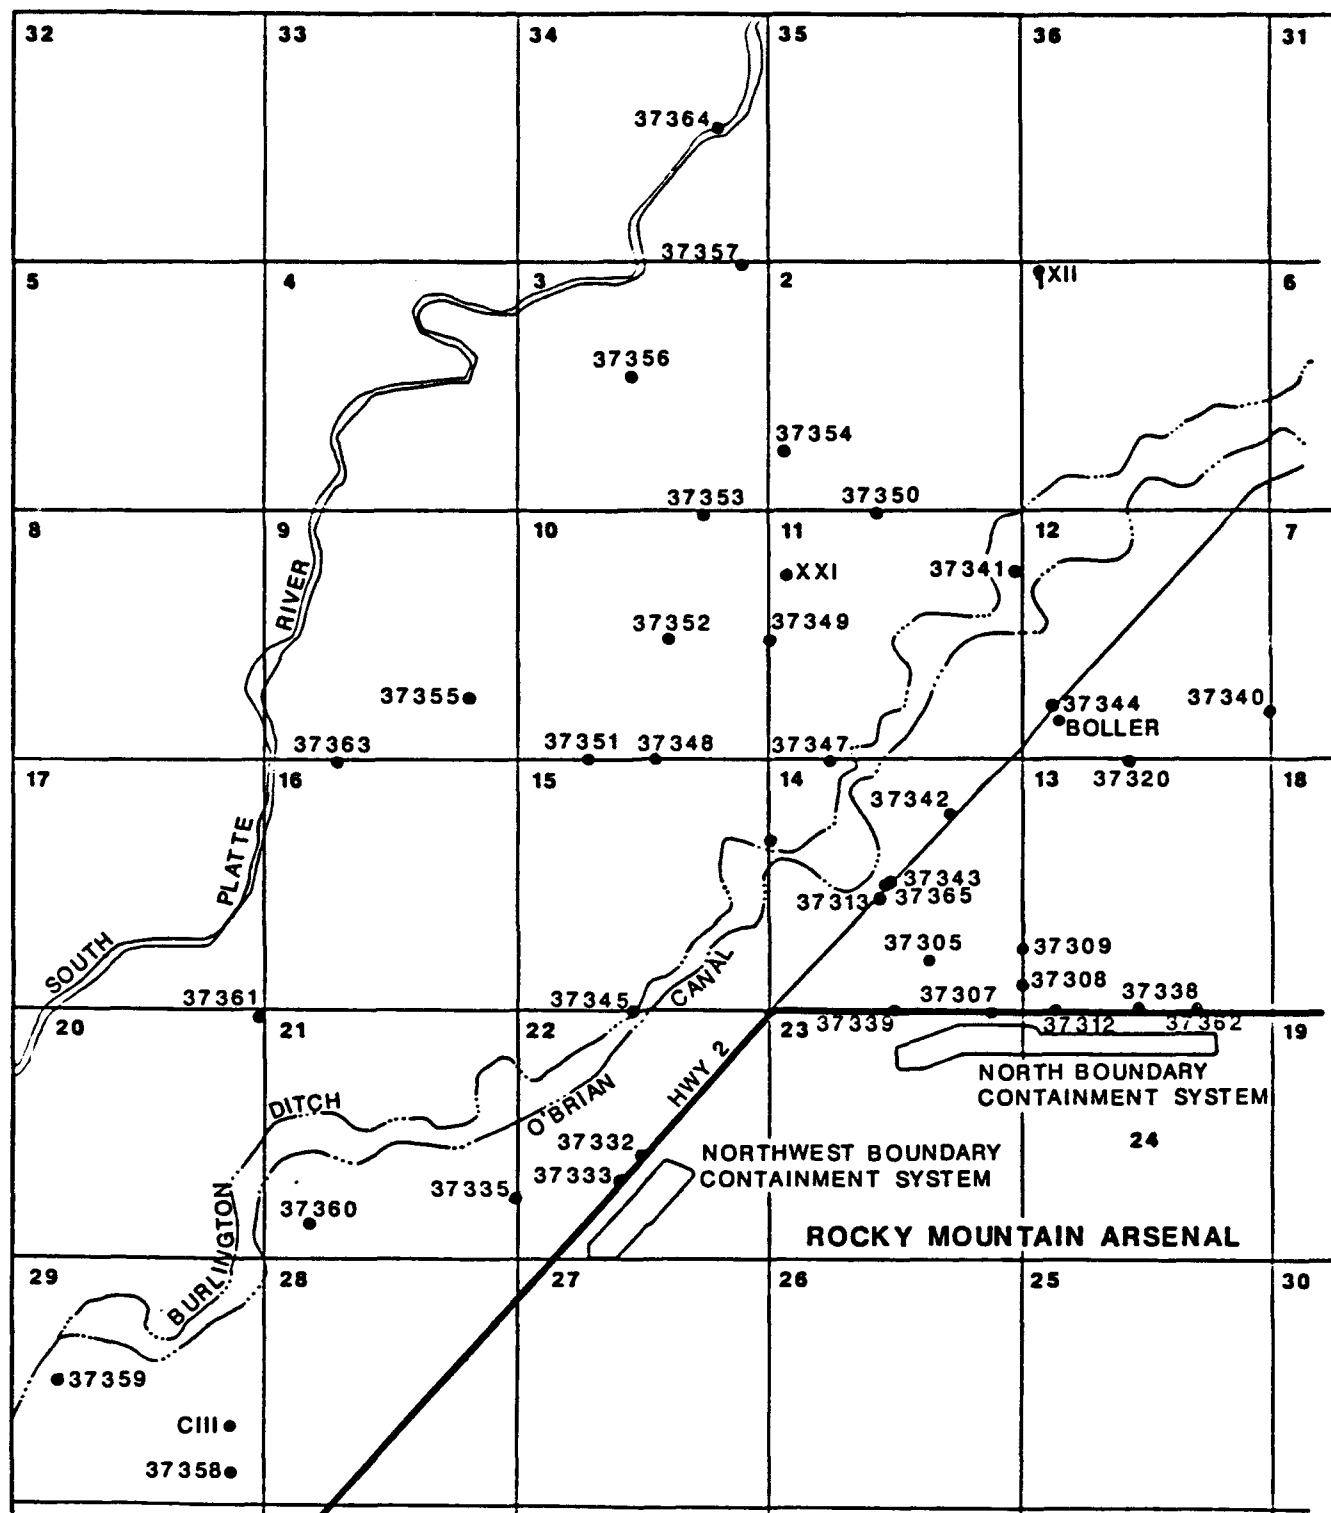 32 33 34 35 36 31
37364
37357
5 4 3 2 XII 6
37356
37354
37353 37350
8 9 10 11 12 7
XXI 37341
RIVER
37352 37349
37355 37344 37340
BOLLER
37363 37351 37348 37347
17 16 15 14 13 37320 18
37342
PLATTE
37343
37313 37365
SOUTH
CANAL
37305 37309
37308
37361 37345 37307 37338
20 21 22 23 37339 37312 37362 19
HWY 2
NORTH BOUNDARY
CONTAINMENT SYSTEM
DITCH
O'BRIAN
24
37332
37333
NORTHWEST BOUNDARY
CONTAINMENT SYSTEM
37335
37360
BURLINGTON
ROCKY MOUNTAIN ARSENAL
29 28 27 26 25 30
37359
CIII
37358